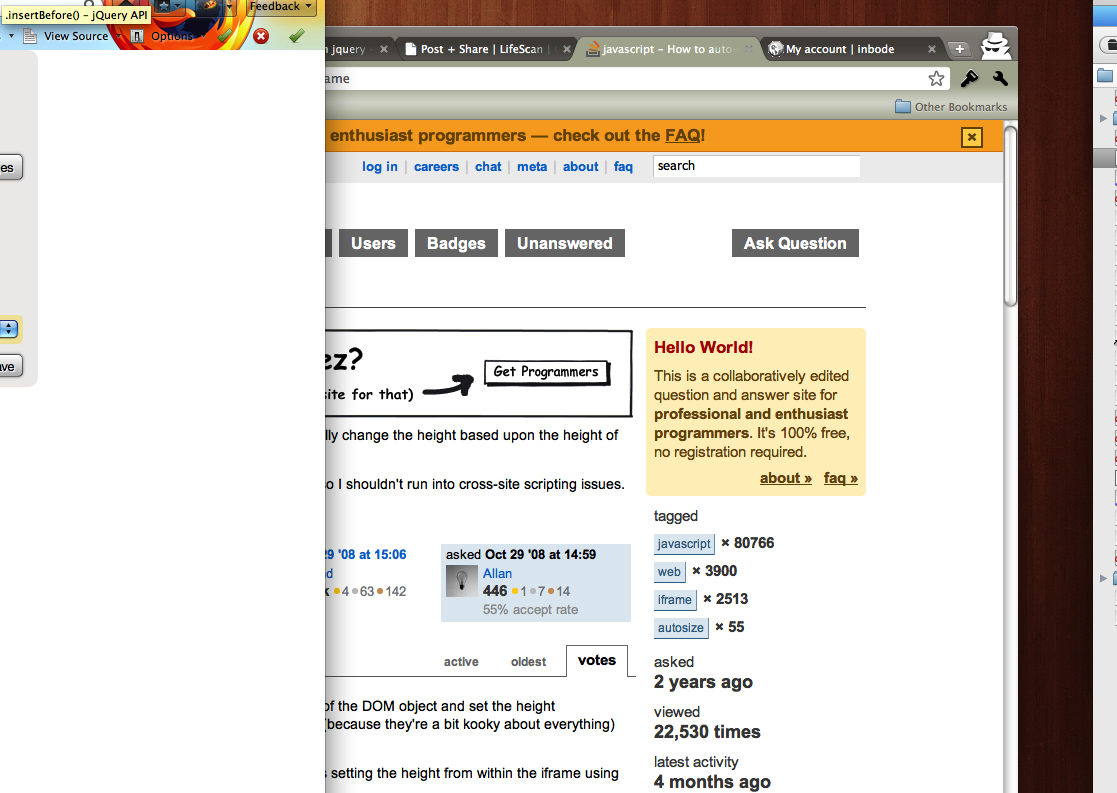 .insertBefore() – jQuery API
Feedback
View Source
Options
jquery
Post + Share | LifeScan |
javascript – How to auto-
My account | inbode
ame
Other Bookmarks
enthusiast programmers — check out the FAQ!
log in | careers | chat | meta | about | faq
search
es
Users
Badges
Unanswered
Ask Question
ez?
site for that)
Get Programmers
Hello World!
This is a collaboratively edited
question and answer site for
professional and enthusiast
programmers. It's 100% free,
no registration required.
about » faq »
lly change the height based upon the height of
so I shouldn't run into cross-site scripting issues.
ave
tagged
javascript × 80766
web × 3900
iframe × 2513
autosize × 55
29 '08 at 15:06
nd
k 4 63 142
asked Oct 29 '08 at 14:59
Allan
446 1 7 14
55% accept rate
active
oldest
votes
asked
2 years ago
viewed
22,530 times
latest activity
4 months ago
of the DOM object and set the height
(because they're a bit kooky about everything)
s setting the height from within the iframe using